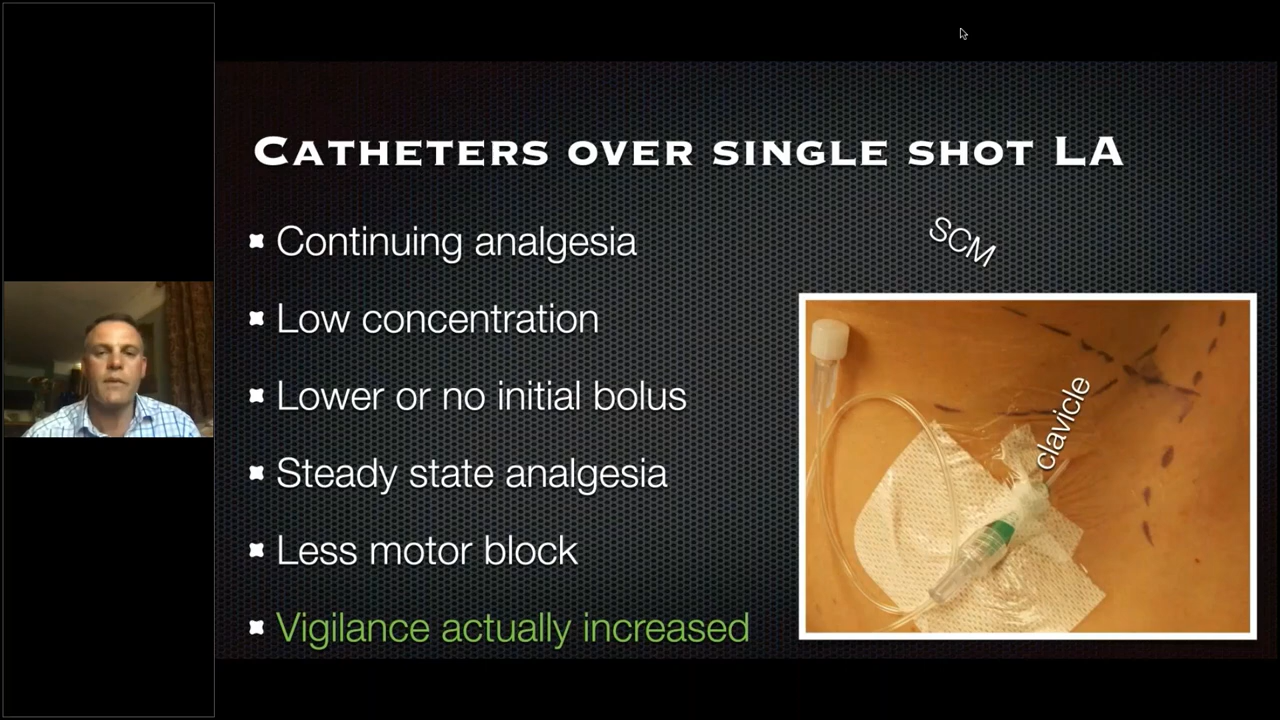 Catheters over single shot LA
Continuing analgesia
Low concentration
Lower or no initial bolus
Steady state analgesia
Less motor block
Vigilance actually increased
SCM
clavicle